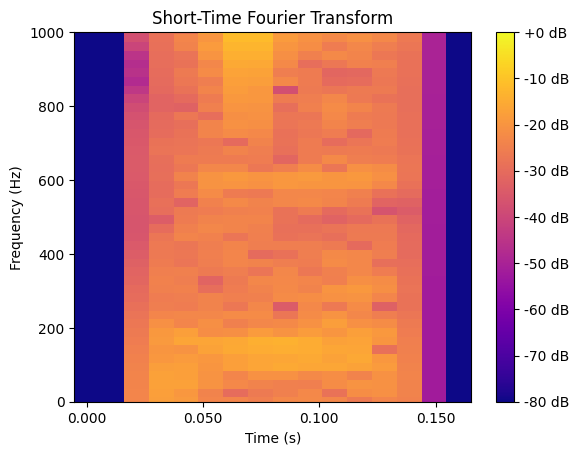 Short-Time Fourier Transform
1000
800
600
400
200
0
Frequency (Hz)
0.000
0.050
0.100
0.150
Time (s)
+0 dB
-10 dB
-20 dB
-30 dB
-40 dB
-50 dB
-60 dB
-70 dB
-80 dB